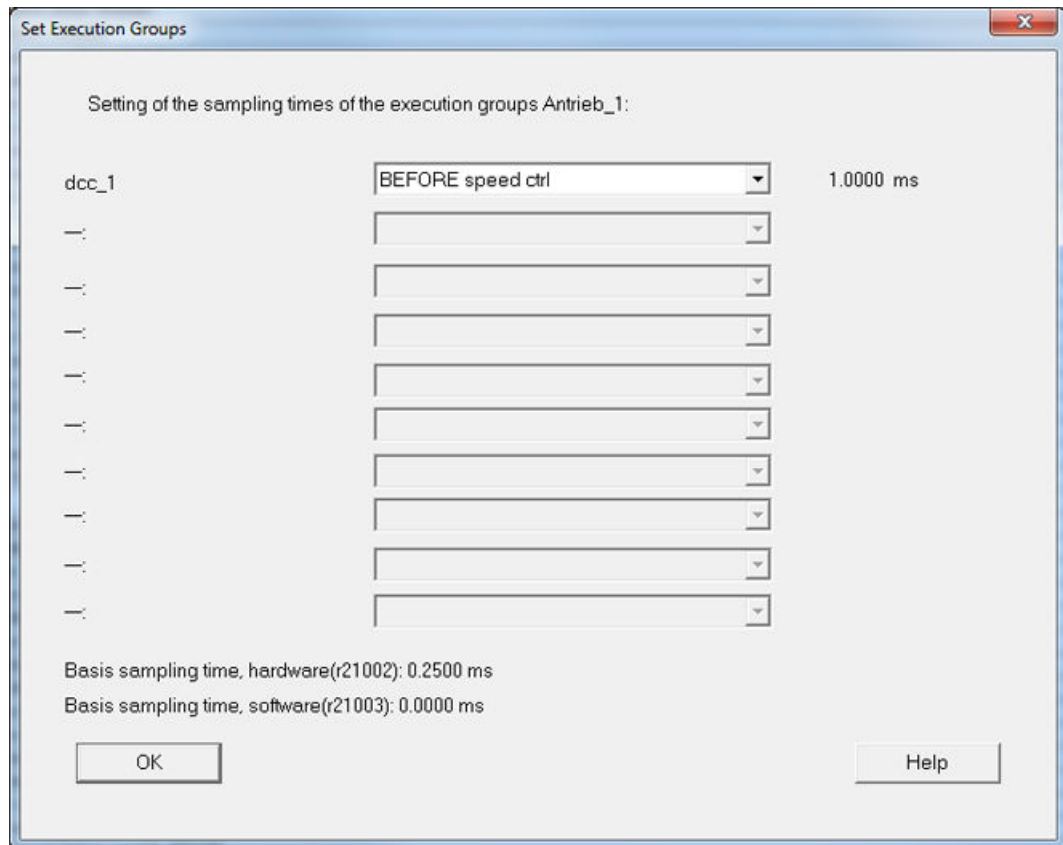 Set Execution Groups
Setting of the sampling times of the execution groups Antrieb_1:
dcc_1 BEFORE speed ctrl 1.0000 ms
—:
—:
—:
—:
—:
—:
—:
—:
—:
Basis sampling time, hardware(r21002): 0.2500 ms
Basis sampling time, software(r21003): 0.0000 ms
OK Help